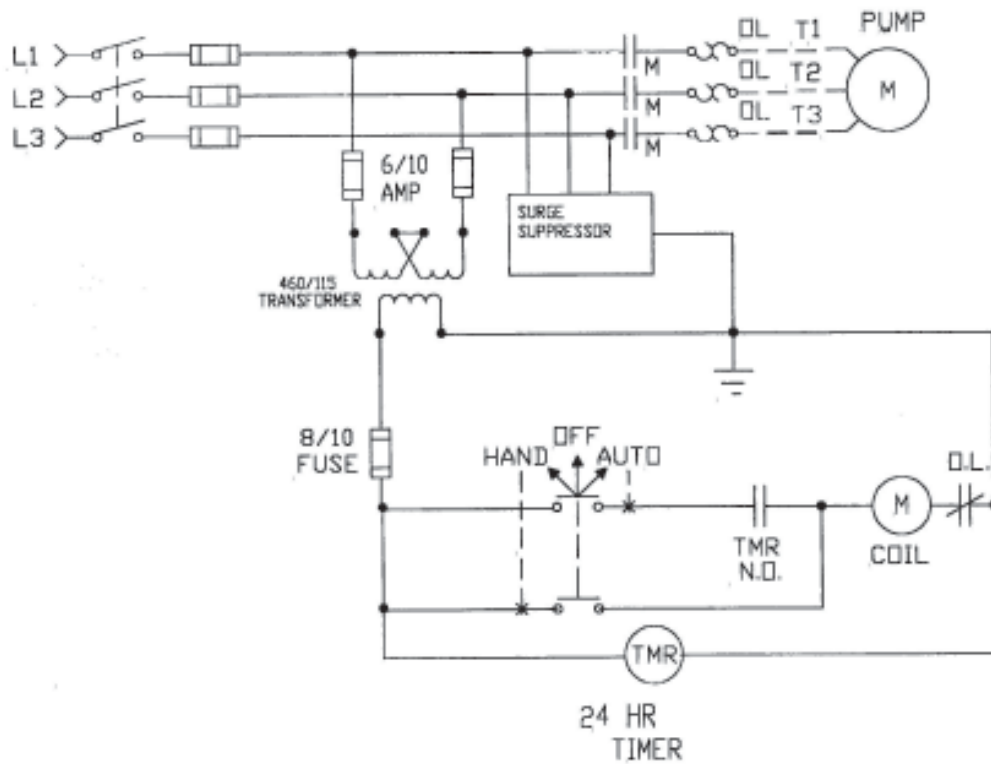 PUMP
L1
OL T1
M
L2
OL T2
M
M
L3
OL T3
M
6/10
AMP
SURGE
SUPPRESSOR
460/115
TRANSFORMER
8/10
FUSE
HAND
OFF
AUTO
O.L.
M
COIL
TMR
N.O.
TMR
24 HR
TIMER